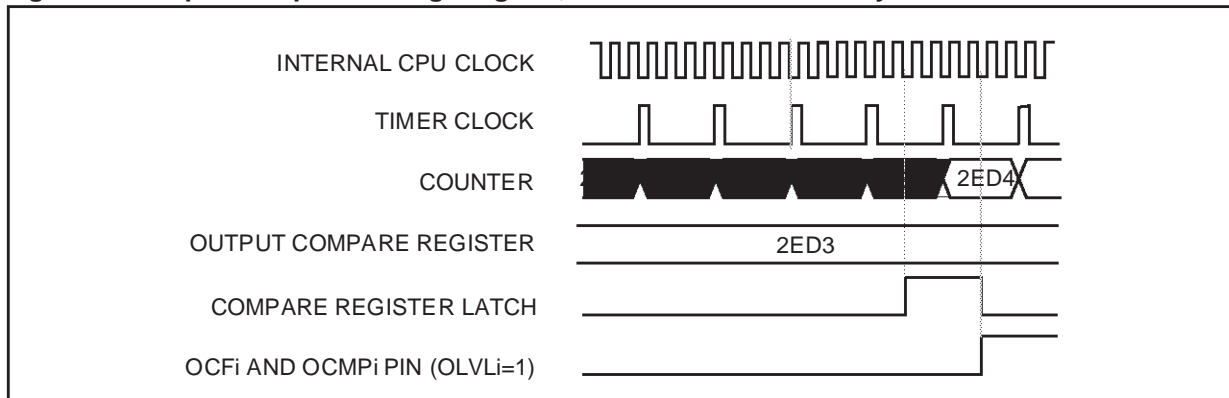 INTERNAL CPU CLOCK
TIMER CLOCK
COUNTER
2ED4
OUTPUT COMPARE REGISTER
2ED3
COMPARE REGISTER LATCH
OCFi AND OCMPi PIN (OLVLi=1)